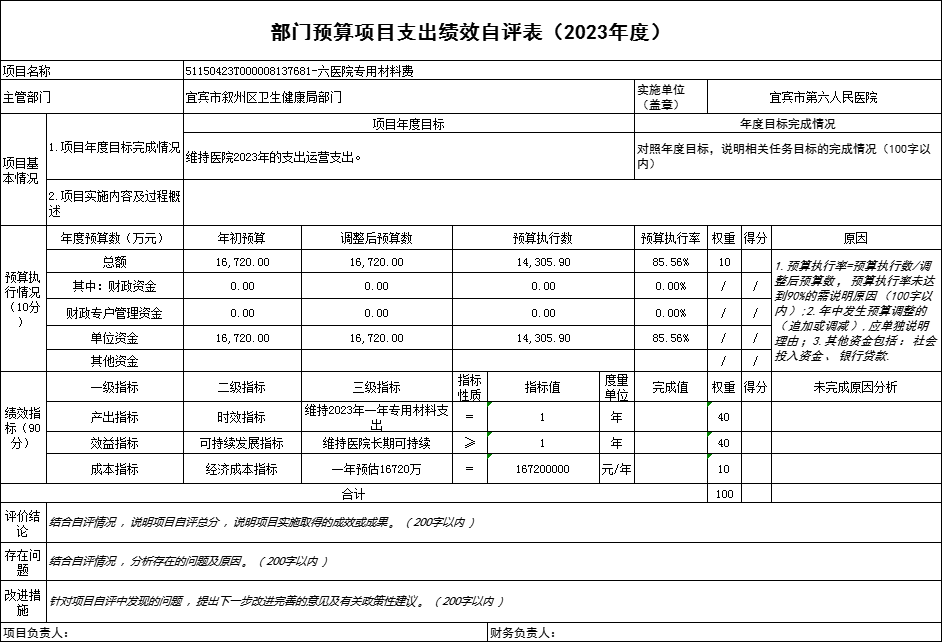 部门预算项目支出绩效自评表（2023年度）
项目名称 51150423T000008137681-六医院专用材料费
主管部门 宜宾市叙州区卫生健康局部门 实施单位（盖章） 宜宾市第六人民医院
项目基本情况
1.项目年度目标完成情况 项目年度目标 年度目标完成情况
维持医院2023年的支出运营支出。 对照年度目标，说明相关任务目标的完成情况（100字以内）
2.项目实施内容及过程概述
预算执行情况（10分）
年度预算数（万元） 年初预算 调整后预算数 预算执行数 预算执行率 权重 得分 原因
总额 16,720.00 16,720.00 14,305.90 85.56% 10
其中：财政资金 0.00 0.00 0.00% / /
财政专户管理资金 0.00 0.00 0.00% / /
单位资金 16,720.00 16,720.00 14,305.90 85.56% / /
其他资金 / /
1.预算执行率=预算执行数/调整后预算数，预算执行率未达到90%的需说明原因（100字以内）;2.年中发生预算调整的（追加或调减）,应单独说明理由；3.其他资金包括：社会投入资金、银行贷款.
绩效指标（90分）
一级指标 二级指标 三级指标 指标性质 指标值 度量单位 完成值 权重 得分 未完成原因分析
产出指标 时效指标 维持2023年一年专用材料支出 ＝ 1 年 40
效益指标 可持续发展指标 维持医院长期可持续 ≥ 1 年 40
成本指标 经济成本指标 一年预估16720万 ＝ 167200000 元/年 10
合计 100
评价结论 结合自评情况，说明项目自评总分，说明项目实施取得的成效或成果。（200字以内）
存在问题 结合自评情况，分析存在的问题及原因。（200字以内）
改进措施 针对项目自评中发现的问题，提出下一步改进完善的意见及有关政策性建议。（200字以内）
项目负责人： 财务负责人：